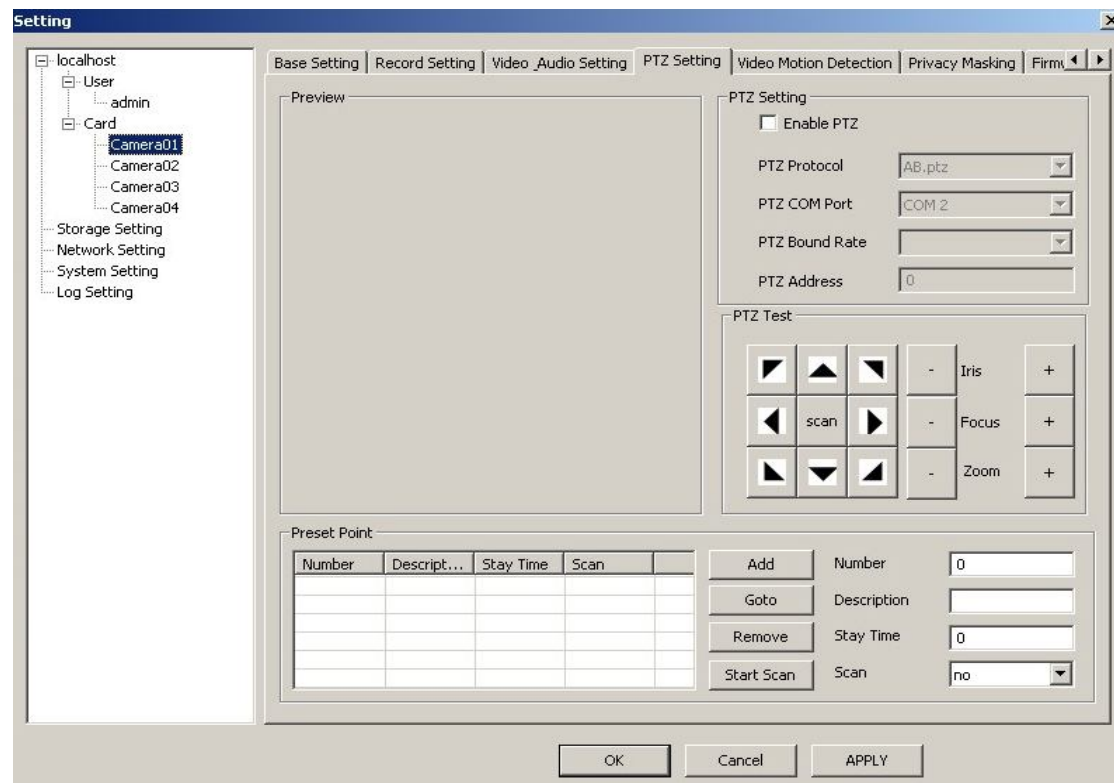 Setting
localhost
User
admin
Card
Camera01
Camera02
Camera03
Camera04
Storage Setting
Network Setting
System Setting
Log Setting
Base Setting Record Setting Video _Audio Setting PTZ Setting Video Motion Detection Privacy Masking
Preview
PTZ Setting
Enable PTZ
PTZ Protocol AB.ptz
PTZ COM Port COM 2
PTZ Bound Rate
PTZ Address 0
PTZ Test
- Iris +
scan - Focus +
- Zoom +
Preset Point
Number Descript... Stay Time Scan
Add Number 0
Goto Description
Remove Stay Time 0
Start Scan Scan no
OK Cancel APPLY